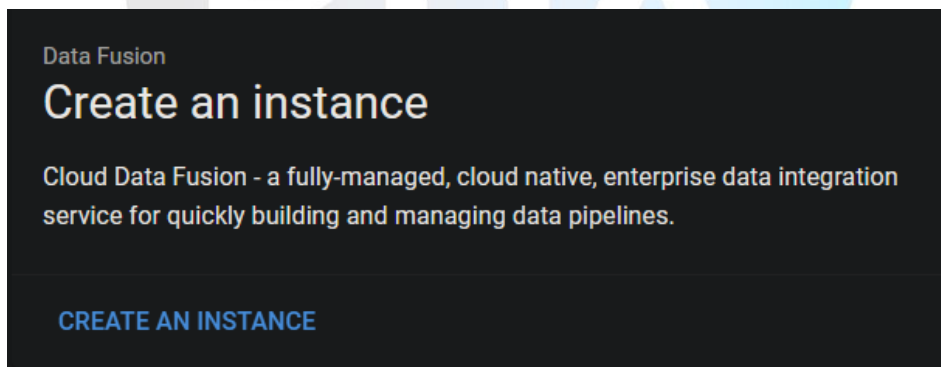 Data Fusion
Create an instance
Cloud Data Fusion - a fully-managed, cloud native, enterprise data integration
service for quickly building and managing data pipelines.
CREATE AN INSTANCE